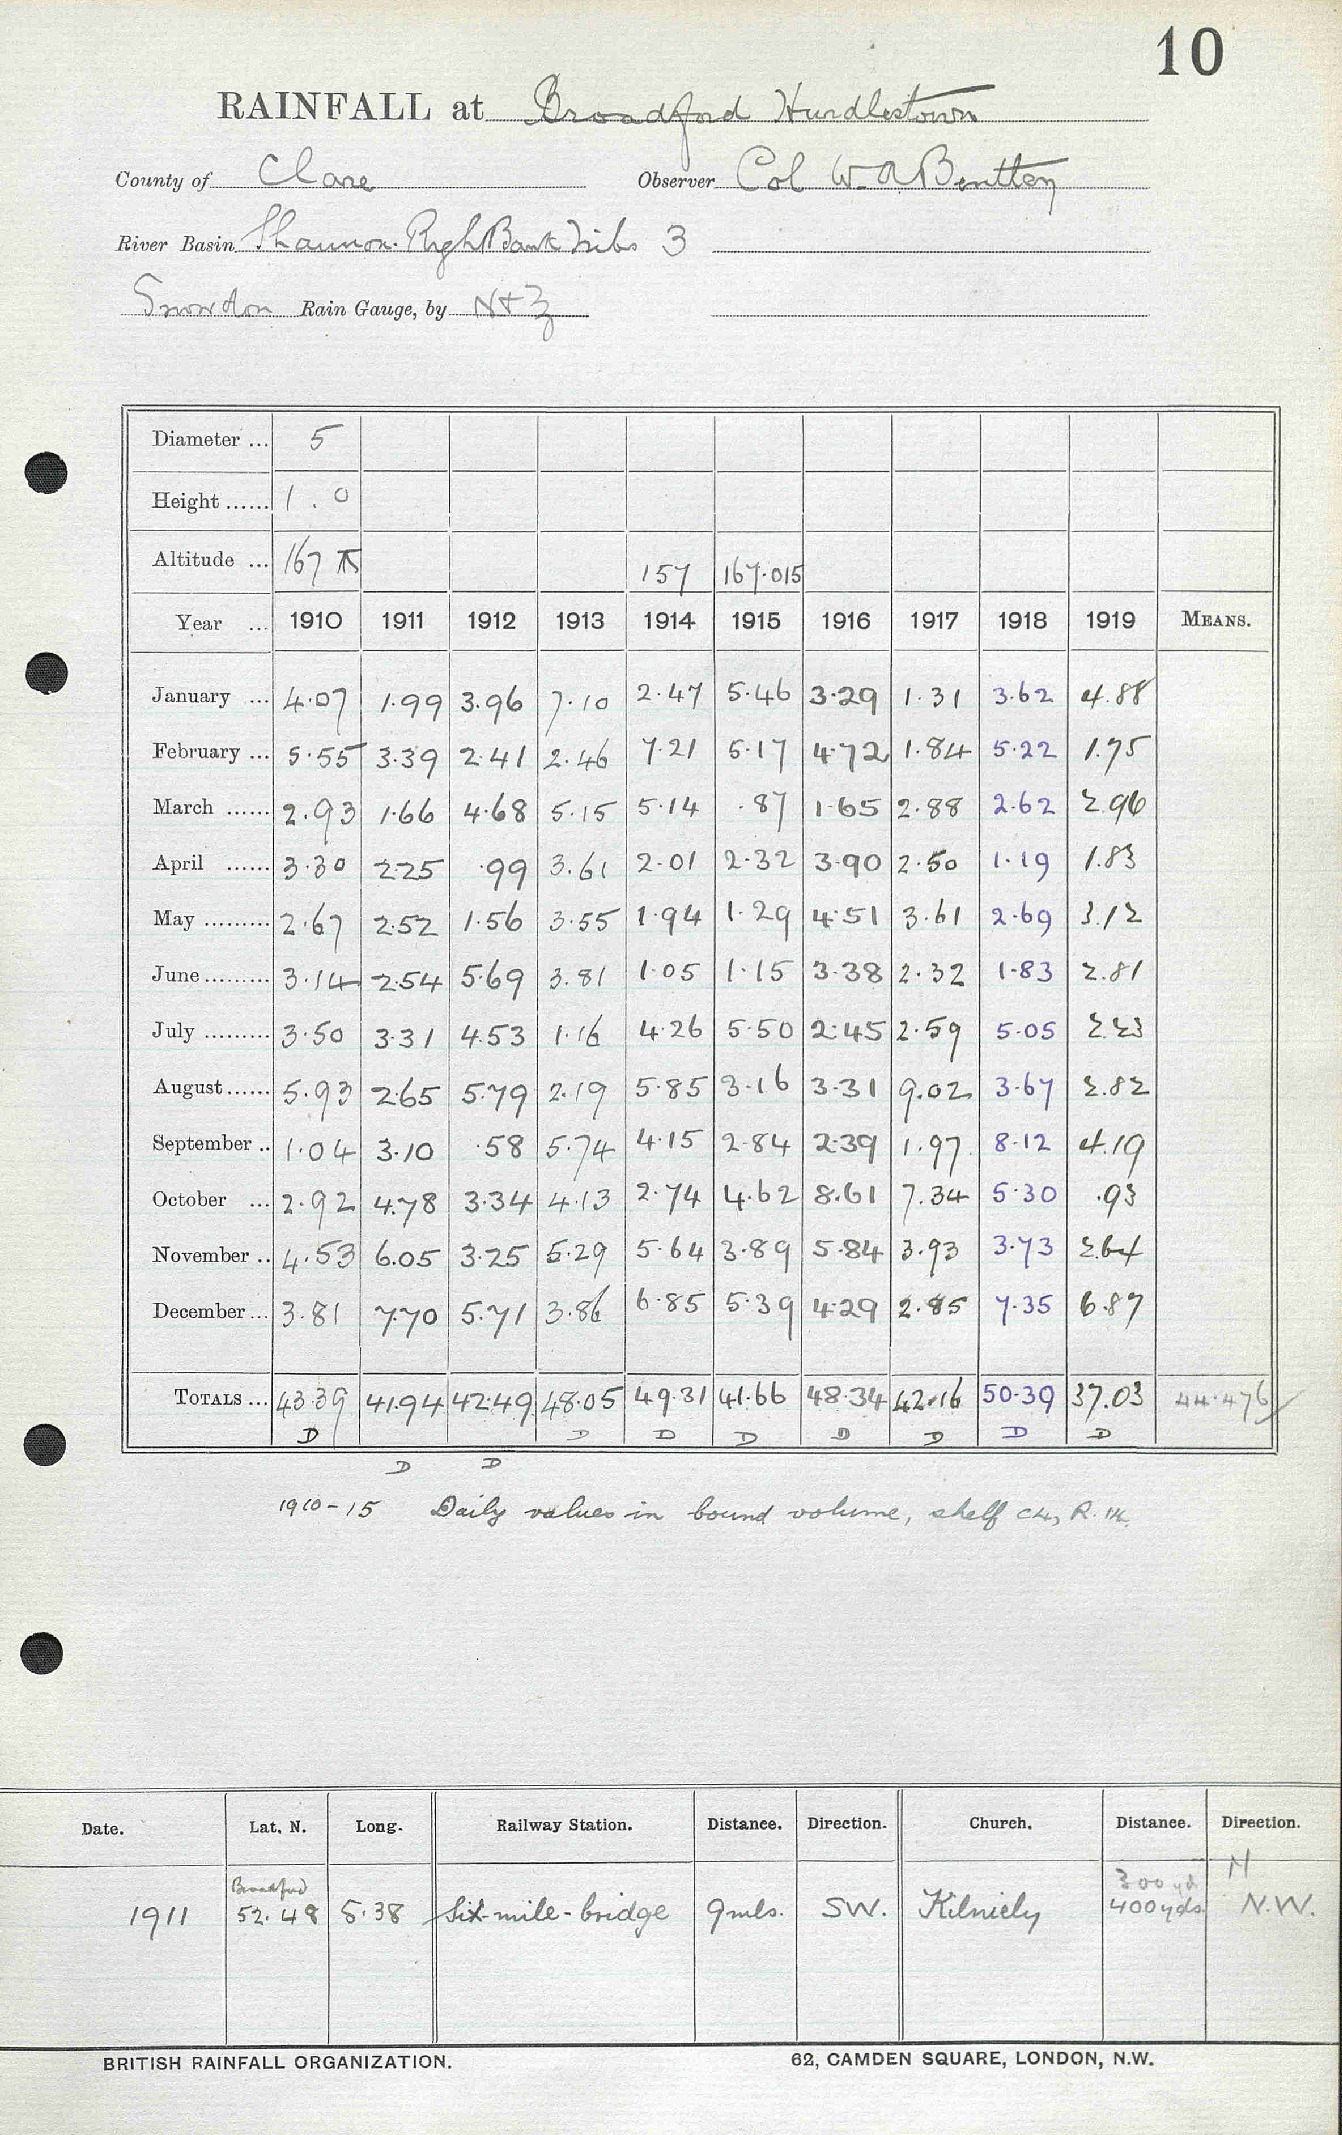 10
RAINFALL at Broadford Hurdlestown
County of Clare Observer Col W. A Bentley
River Basin Shannon. Righ Bank Tribs 3
Snowdon Rain Gauge, by N+Z
Diameter ... 5
Height ...... 1 . 0
Altitude ... 167 157 167.015
Year ... 1910 1911 1912 1913 1914 1915 1916 1917 1918 1919 MEANS.
January ... 4.07 1.99 3.96 7.10 2.47 5.46 3.29 1.31 3.62 4.88
February ... 5.55 3.39 2.41 2.46 7.21 5.17 4.72 1.84 5.22 1.75
March ...... 2.93 1.66 4.68 5.15 5.14 .87 1.65 2.88 2.62 2.96
April ...... 3.30 2.25 .99 3.61 2.01 2.32 3.90 2.50 1.19 1.83
May ......... 2.67 2.52 1.56 3.55 1.94 1.29 4.51 3.61 2.69 3.12
June ......... 3.14 2.54 5.69 3.81 1.05 1.15 3.38 2.32 1.83 2.81
July ......... 3.50 3.31 4.53 1.16 4.26 5.50 2.45 2.59 5.05 2.23
August ...... 5.93 2.65 5.79 2.19 5.85 3.16 3.31 9.02 3.67 2.82
September .. 1.04 3.10 .58 5.74 4.15 2.84 2.39 1.97 8.12 4.19
October ... 2.92 4.78 3.34 4.13 2.74 4.62 8.61 7.34 5.30 .93
November .. 4.53 6.05 3.25 5.29 5.64 3.89 5.84 3.93 3.73 2.64
December ... 3.81 7.70 5.71 3.86 6.85 5.39 4.29 2.85 7.35 6.87
TOTALS ... 43.39 41.94 42.49 48.05 49.31 41.66 48.34 42.16 50.39 37.03 44.476
D D D D D D D D
D D
1910-15 Daily values in bound volume, shelf
Date. Lat. N. Long. Railway Station. Distance. Direction. Church. Distance. Direction.
Broadford 300 yd N
1911 52.48 8.38 Six-mile-bridge 9 mls. SW. Kilniely 400 yds. N.W.
BRITISH RAINFALL ORGANIZATION. 62, CAMDEN SQUARE, LONDON, N.W.